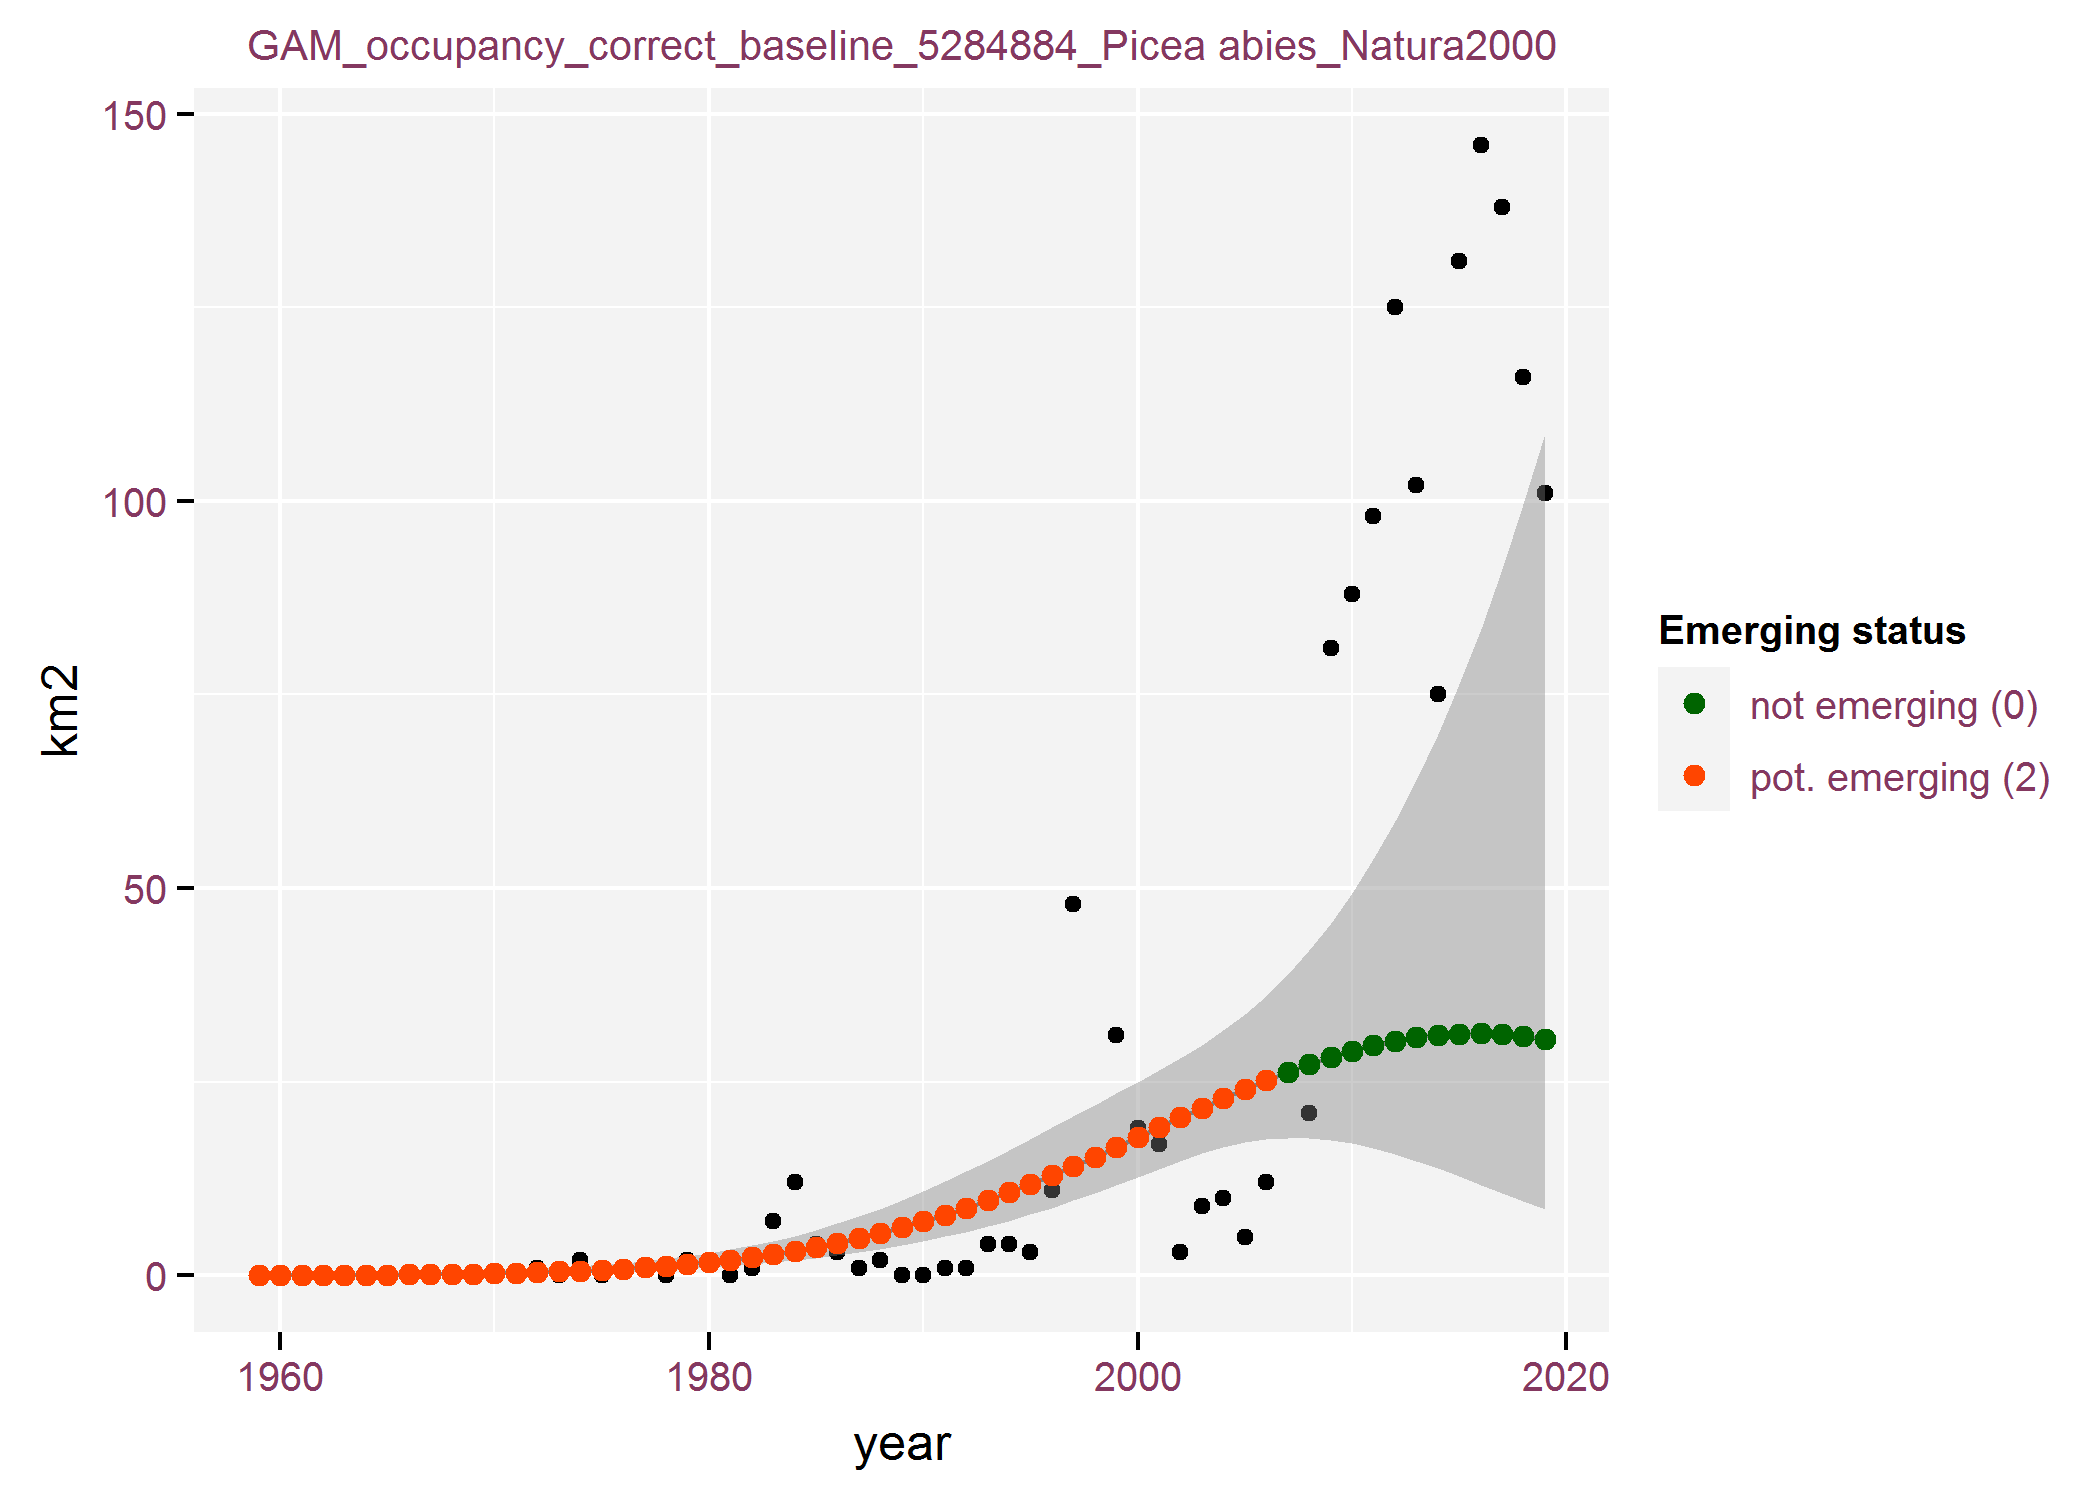 GAM_occupancy_correct_baseline_5284884_Picea abies_Natura2000
150
100
50
0
km2
1960
1980
2000
2020
year
Emerging status
not emerging (0)
pot. emerging (2)